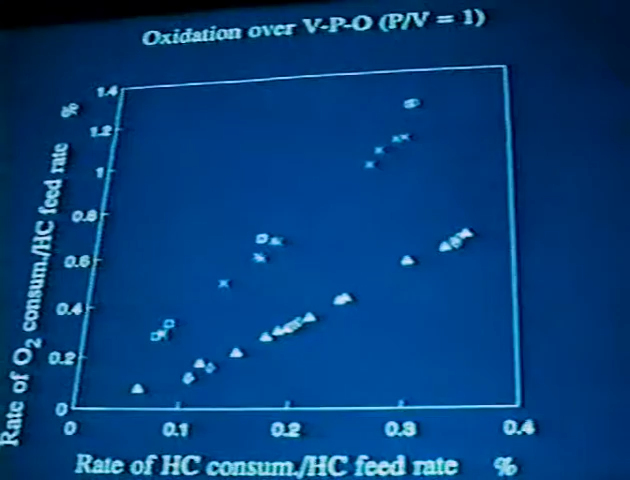 Oxidation over V-P-O (P/V = 1)
Rate of O2 consum./HC feed rate %
1.4
1.2
1
0.8
0.6
0.4
0.2
0
0 0.1 0.2 0.3 0.4
Rate of HC consum./HC feed rate %